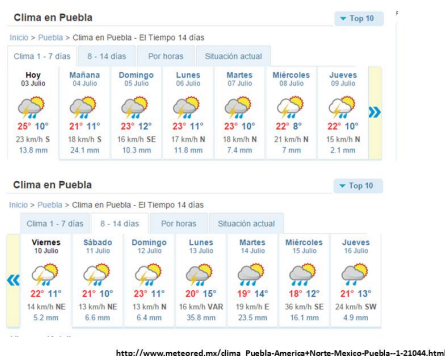 Clima en Puebla
Top 10
Inicio > Puebla > Clima en Puebla - El Tiempo 14 días
Clima 1 - 7 días 8 - 14 días Por horas Situación actual
Hoy Mañana Domingo Lunes Martes Miércoles Jueves
03 Julio 04 Julio 05 Julio 06 Julio 07 Julio 08 Julio 09 Julio
25° 10° 21° 11° 23° 12° 23° 11° 23° 10° 22° 8° 22° 10°
23 km/h S 18 km/h S 16 km/h SE 17 km/h N 18 km/h N 21 km/h N 15 km/h N
13.8 mm 24.1 mm 10.3 mm 11.8 mm 7.4 mm 7 mm 2.1 mm
Clima en Puebla
Top 10
Inicio > Puebla > Clima en Puebla - El Tiempo 14 días
Clima 1 - 7 días 8 - 14 días Por horas Situación actual
Viernes Sábado Domingo Lunes Martes Miércoles Jueves
10 Julio 11 Julio 12 Julio 13 Julio 14 Julio 15 Julio 16 Julio
22° 11° 21° 10° 23° 11° 20° 15° 19° 14° 18° 12° 21° 13°
14 km/h NE 13 km/h NE 13 km/h N 16 km/h VAR 19 km/h E 36 km/h SE 24 km/h SW
5.2 mm 6.6 mm 6.4 mm 35.8 mm 23.5 mm 16.1 mm 4.9 mm
http://www.meteored.mx/clima_Puebla-America+Norte-Mexico-Puebla--1-21044.html